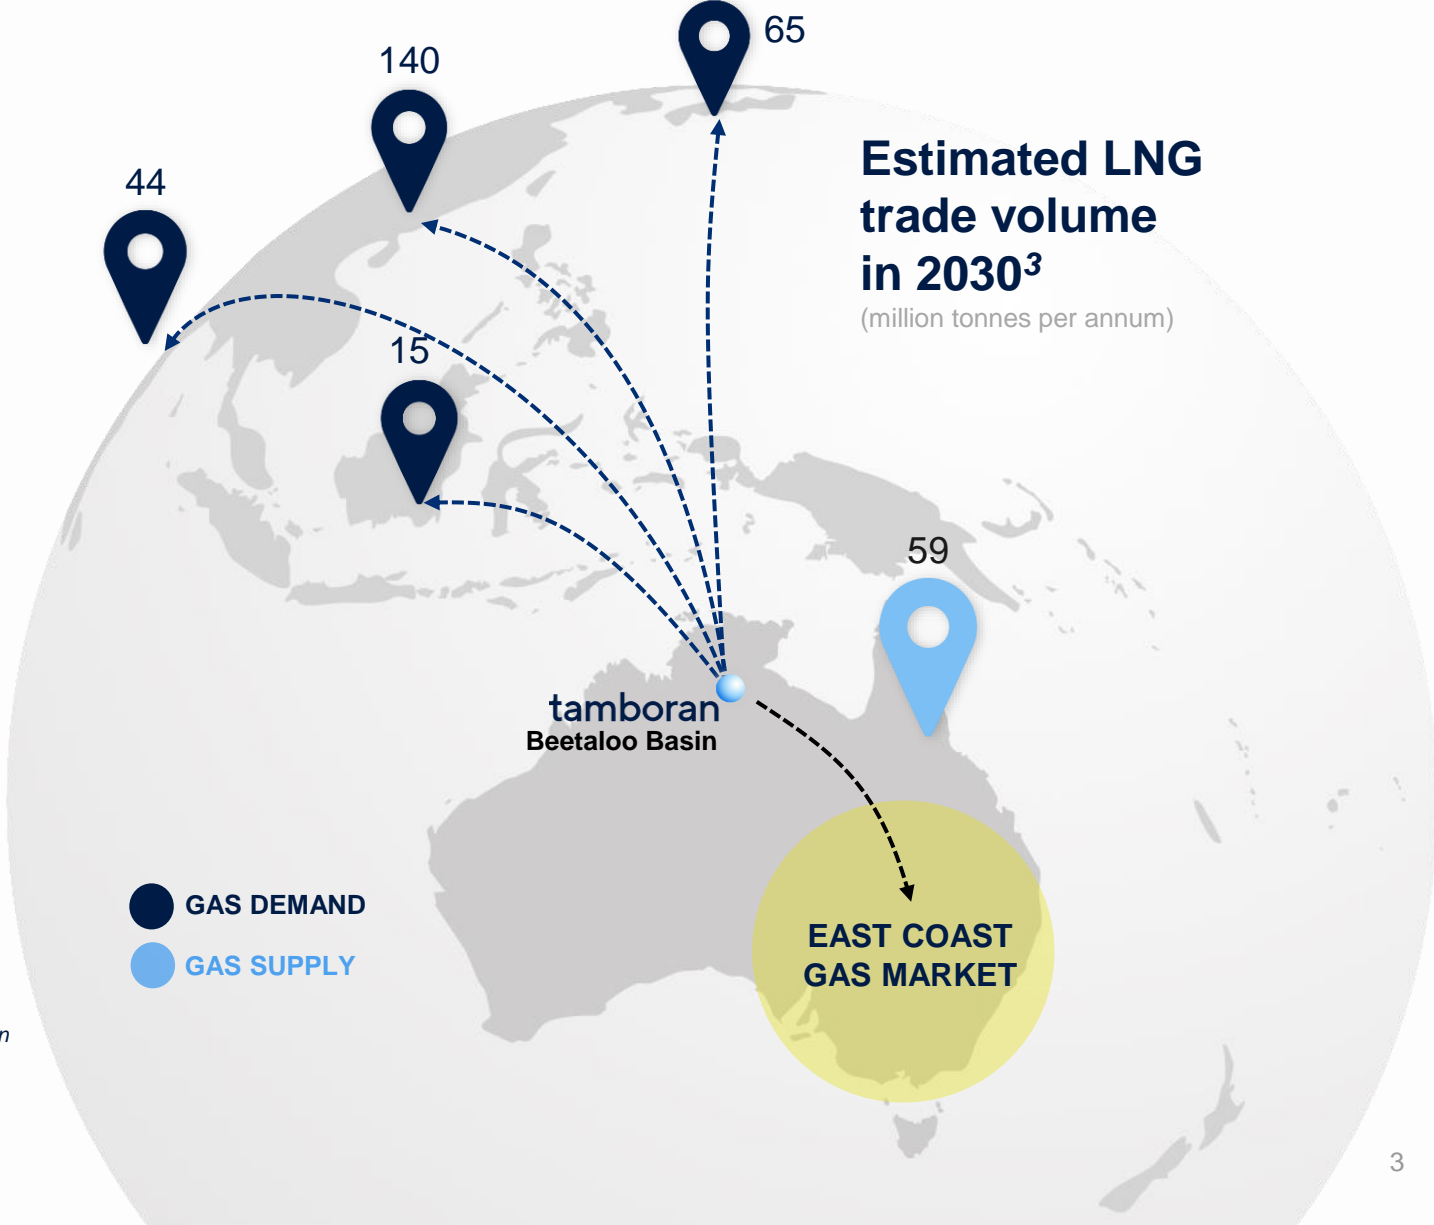 65
140
Estimated LNG
trade volume
in 2030³
(million tonnes per annum)
44
15
59
tamboran
Beetaloo Basin
GAS DEMAND
GAS SUPPLY
EAST COAST
GAS MARKET
n
3